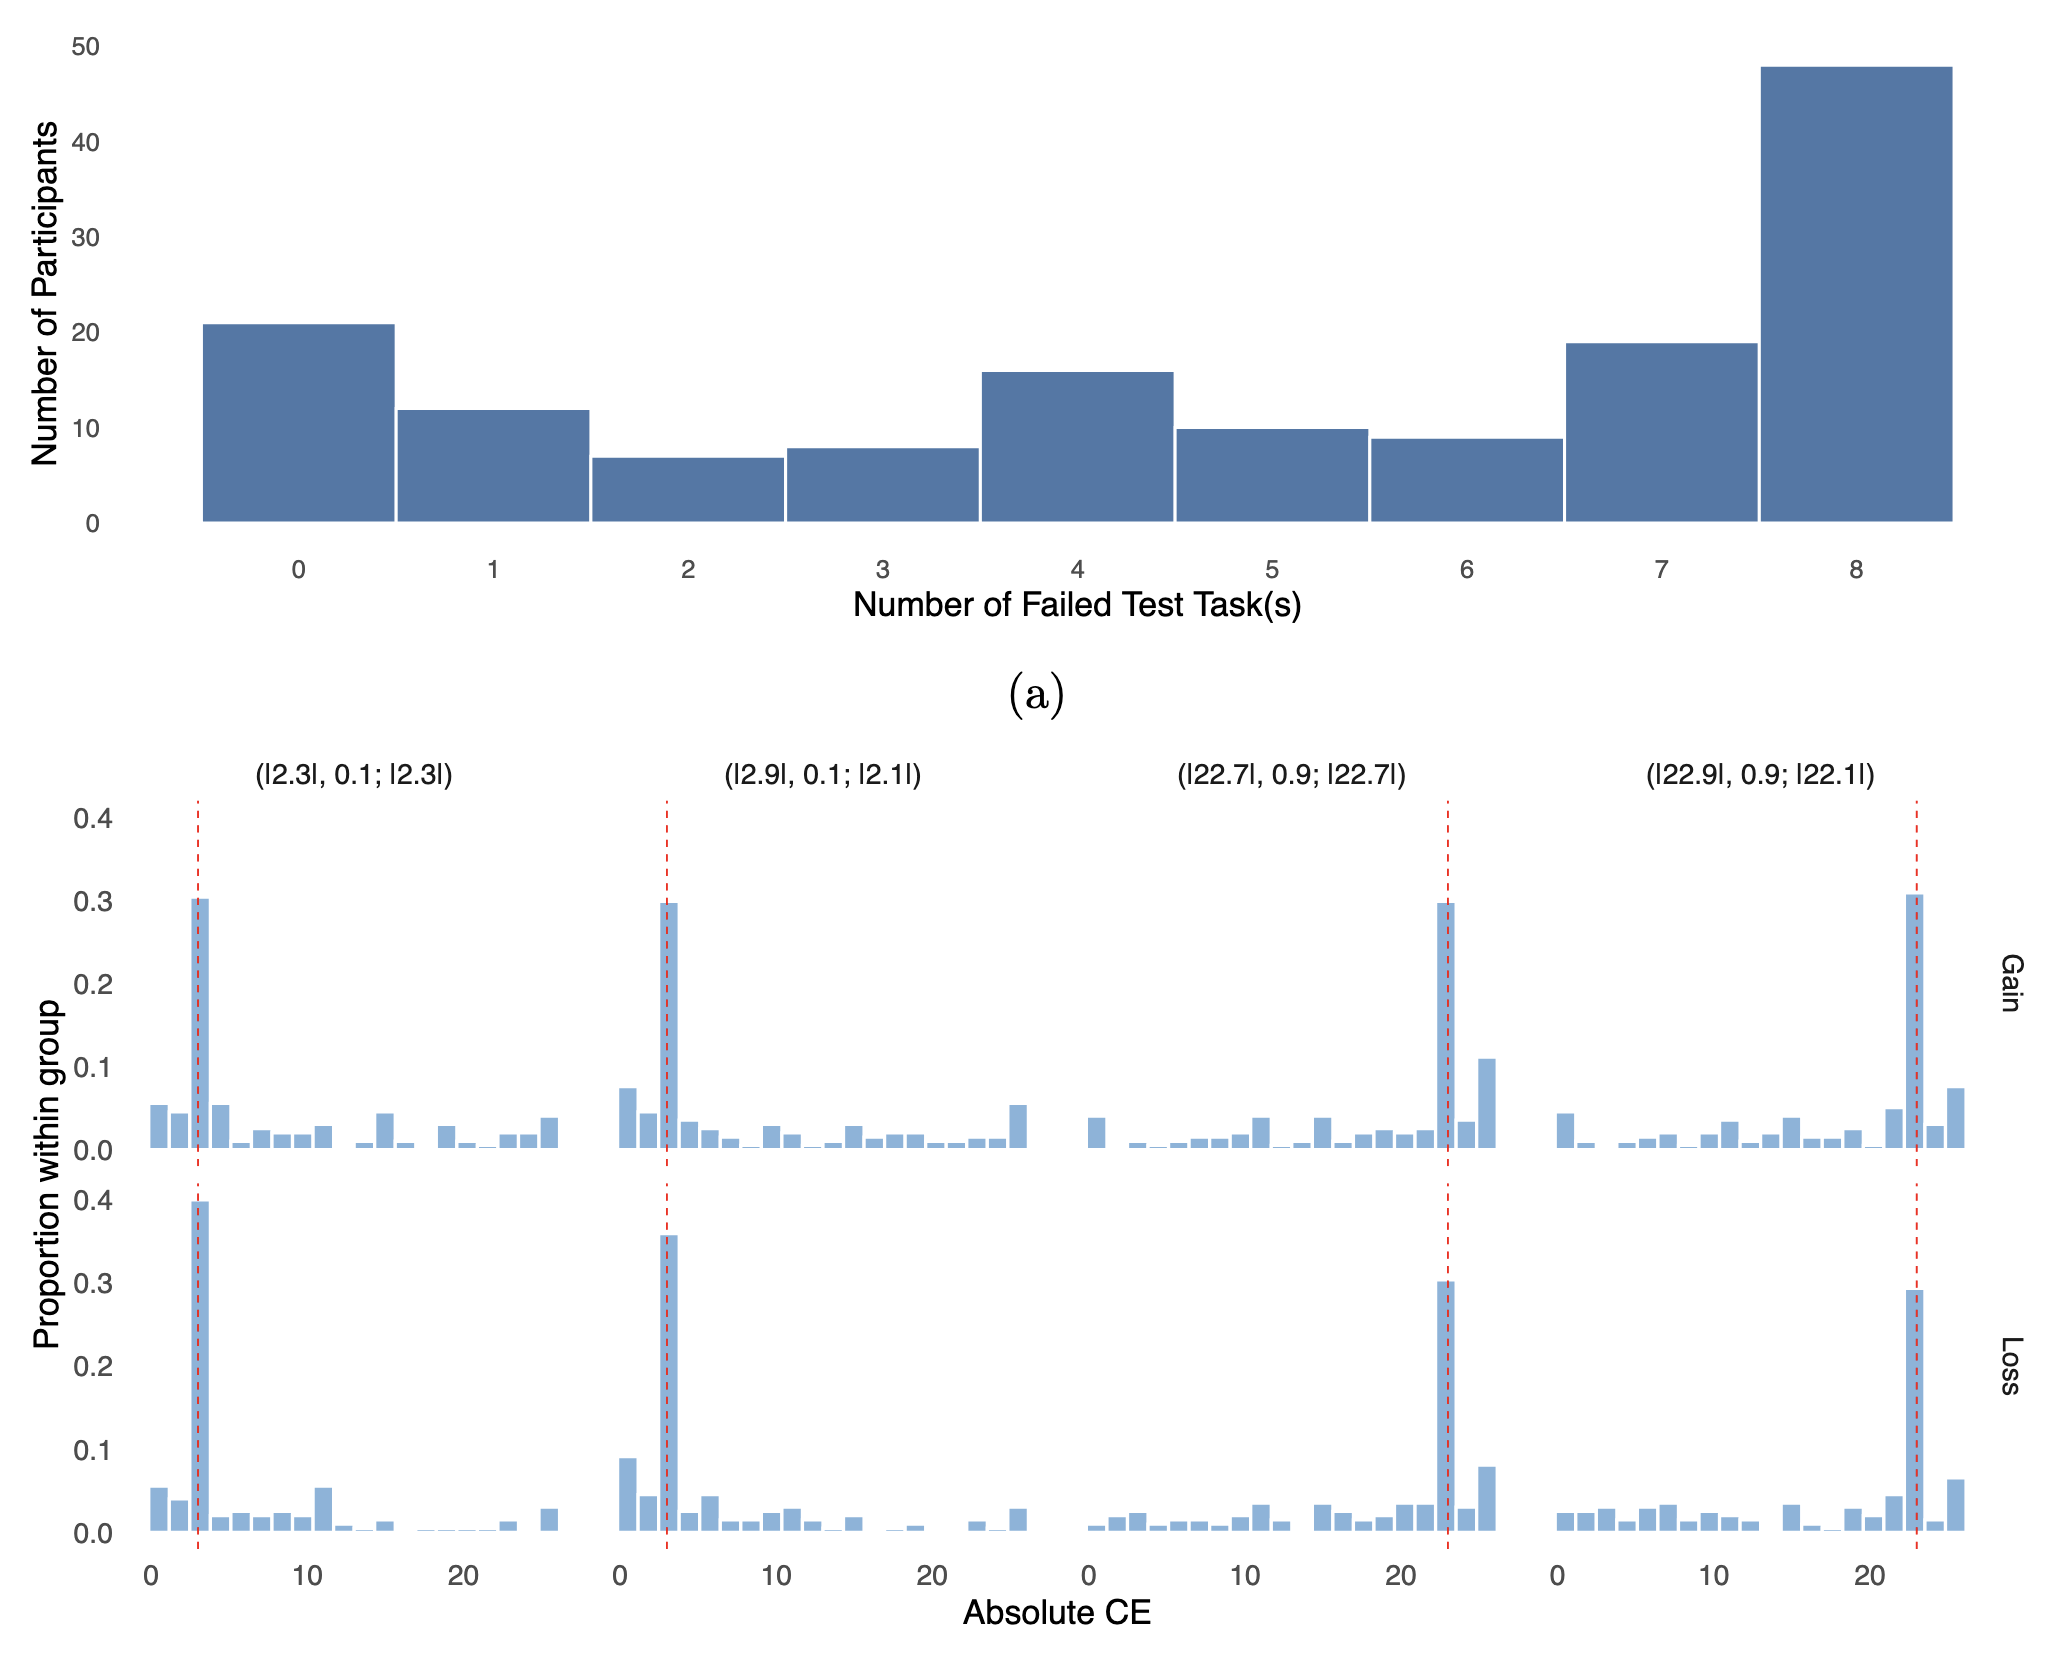 50
40
30
20
10
0
Number of Participants
0 1 2 3 4 5 6 7 8
Number of Failed Test Task(s)
(a)
(|2.3|, 0.1; |2.3|) (|2.9|, 0.1; |2.1|) (|22.7|, 0.9; |22.7|) (|22.9|, 0.9; |22.1|)
0.4
0.3
0.2
0.1
0.0
Gain
Proportion within group
0.4
0.3
0.2
0.1
0.0
Loss
0 10 20 0 10 20 0 10 20 0 10 20
Absolute CE